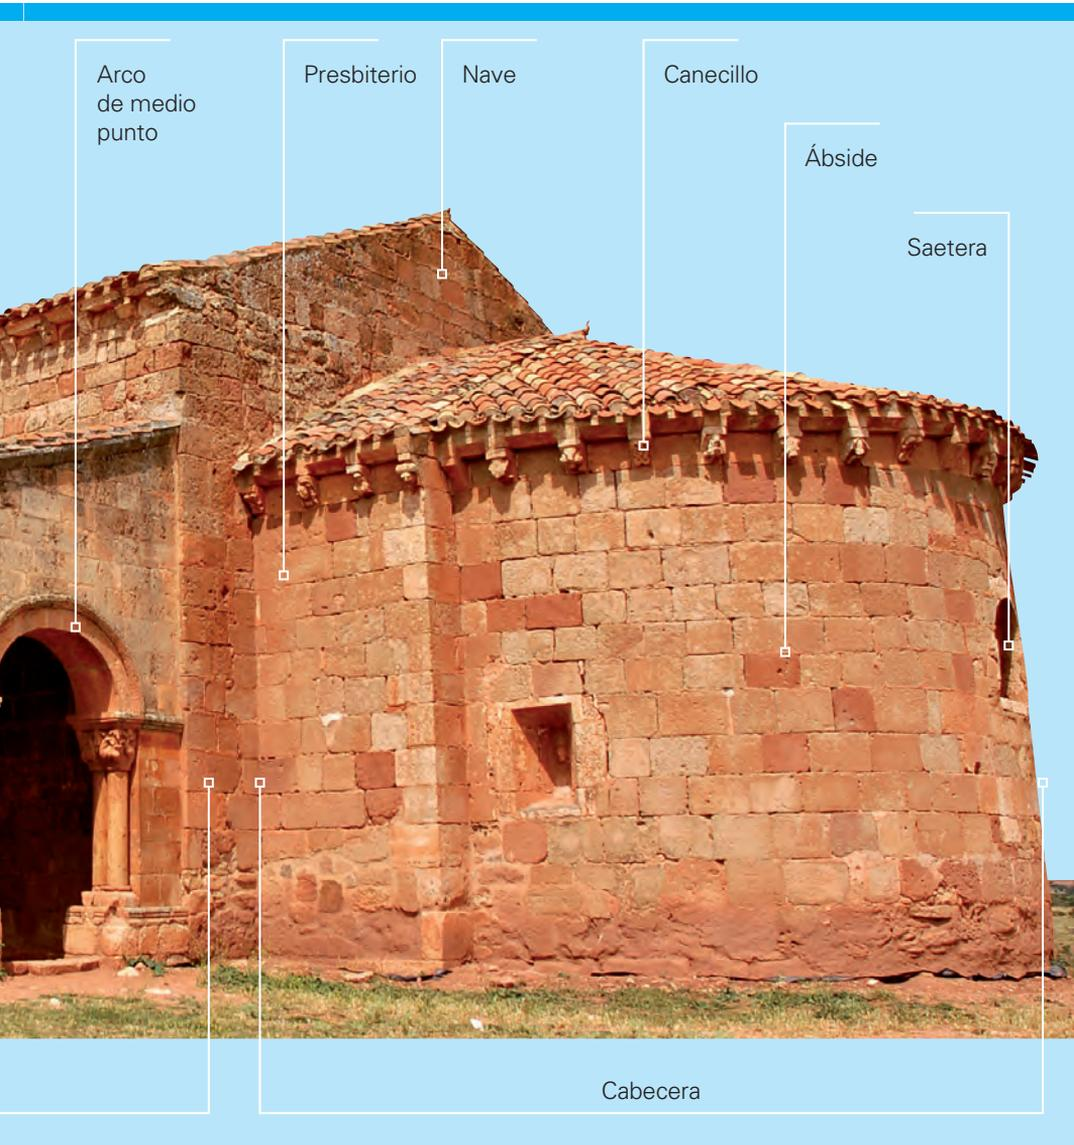 Arco
de medio
punto
Presbiterio
Nave
Canecillo
Ábside
Saetera
Cabecera